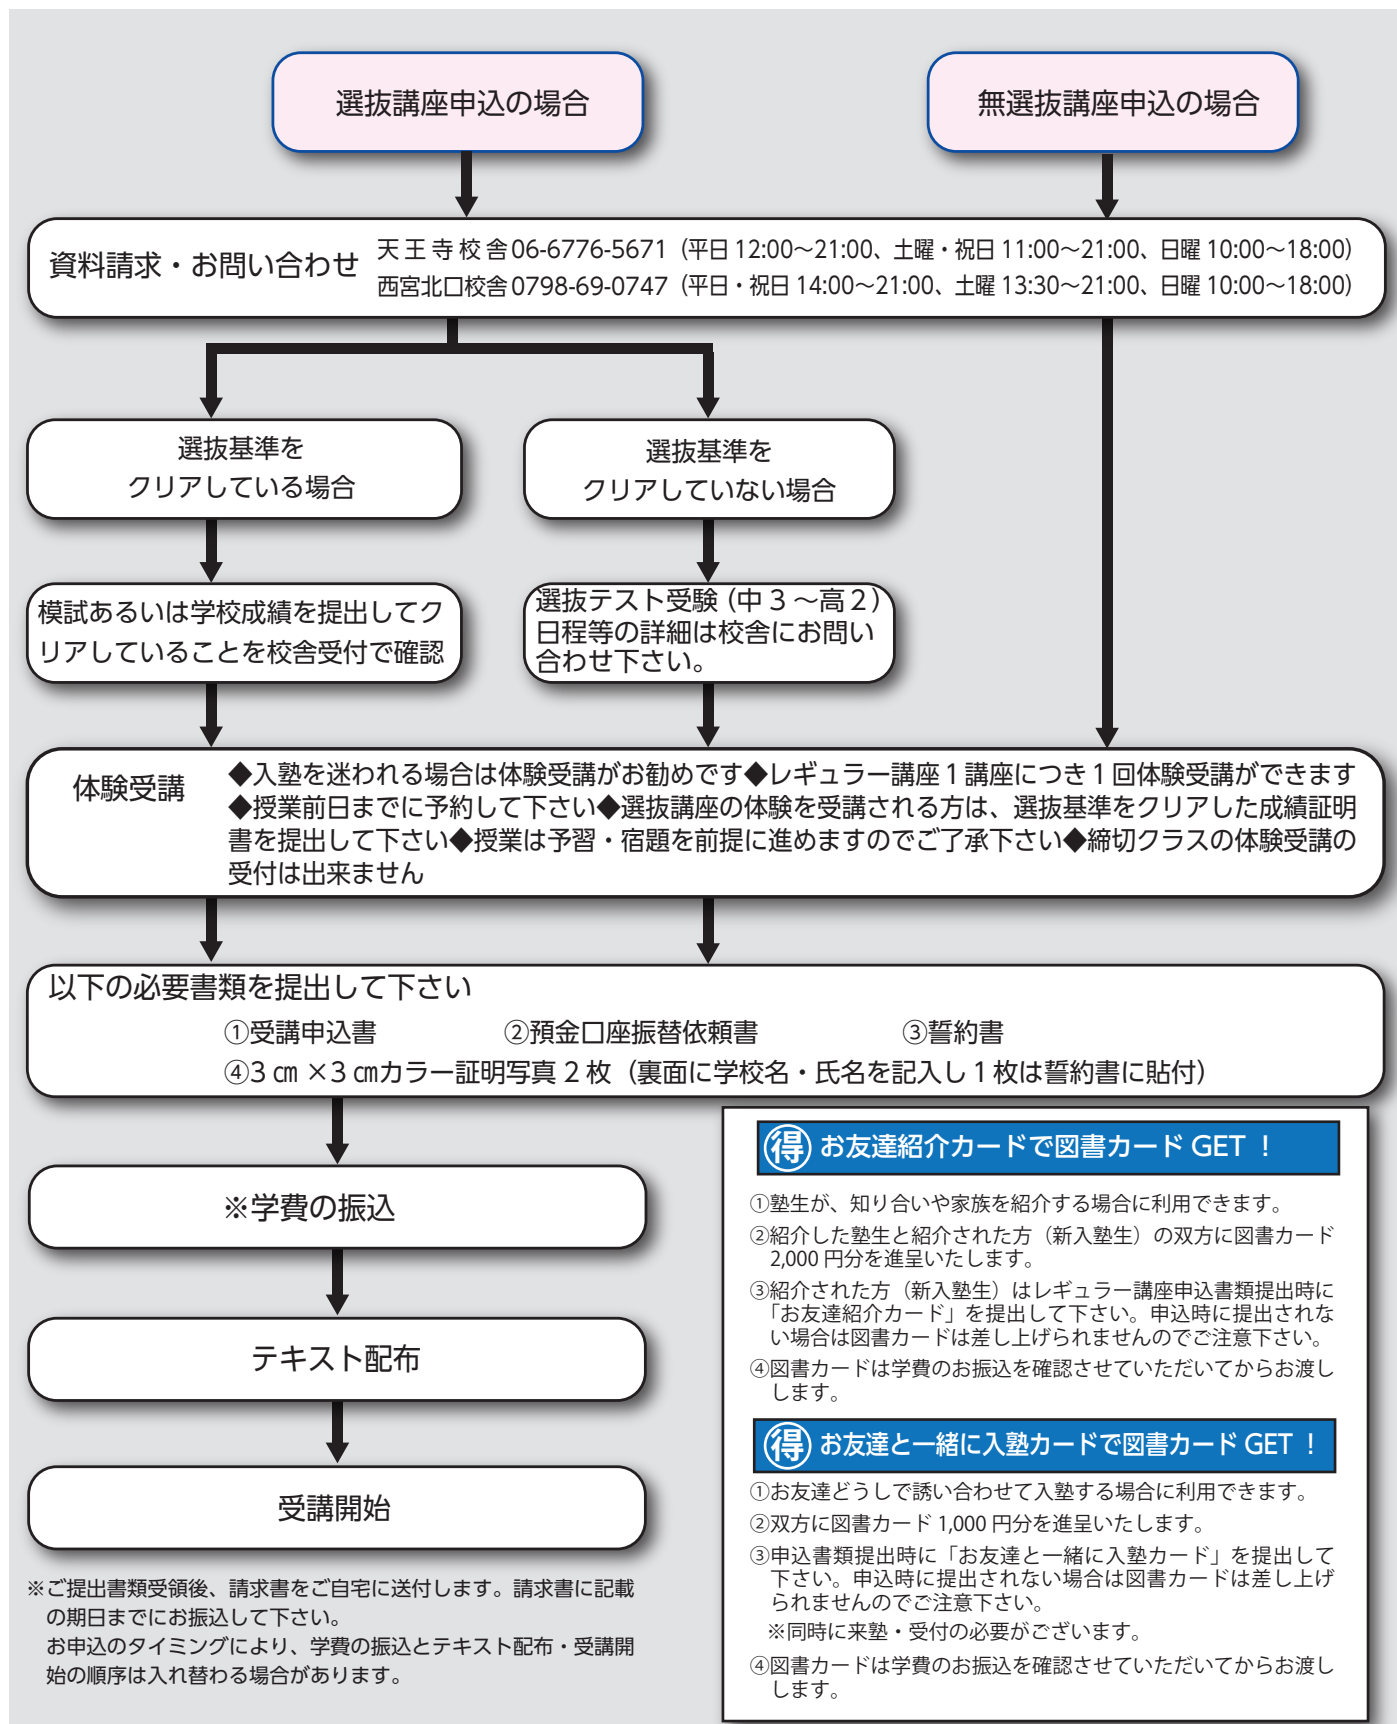 選抜講座申込の場合
無選抜講座申込の場合
資料請求・お問い合わせ
天王寺校舎 06-6776-5671（平日 12:00～21:00、土曜・祝日 11:00～21:00、日曜 10:00～18:00）
西宮北口校舎 0798-69-0747（平日・祝日 14:00～21:00、土曜 13:30～21:00、日曜 10:00～18:00）
選抜基準を
クリアしている場合
選抜基準を
クリアしていない場合
模試あるいは学校成績を提出してク
リアしていることを校舎受付で確認
選抜テスト受験（中３～高２）
日程等の詳細は校舎にお問い
合わせ下さい。
体験受講
◆入塾を迷われる場合は体験受講がお勧めです◆レギュラー講座１講座につき１回体験受講ができます
◆授業前日までに予約して下さい◆選抜講座の体験を受講される方は、選抜基準をクリアした成績証明
書を提出して下さい◆授業は予習・宿題を前提に進めますのでご了承下さい◆締切クラスの体験受講の
受付は出来ません
以下の必要書類を提出して下さい
①受講申込書　②預金口座振替依頼書　③誓約書
④3㎝×3㎝カラー証明写真２枚（裏面に学校名・氏名を記入し１枚は誓約書に貼付）
※学費の振込
テキスト配布
受講開始
※ご提出書類受領後、請求書をご自宅に送付します。請求書に記載
の期日までにお振込して下さい。
お申込のタイミングにより、学費の振込とテキスト配布・受講開
始の順序は入れ替わる場合があります。
得 お友達紹介カードで図書カード GET ！
①塾生が、知り合いや家族を紹介する場合に利用できます。
②紹介した塾生と紹介された方（新入塾生）の双方に図書カード
2,000 円分を進呈いたします。
③紹介された方（新入塾生）はレギュラー講座申込書類提出時に
「お友達紹介カード」を提出して下さい。申込時に提出されな
い場合は図書カードは差し上げられませんのでご注意下さい。
④図書カードは学費のお振込を確認させていただいてからお渡し
します。
得 お友達と一緒に入塾カードで図書カード GET ！
①お友達どうしで誘い合わせて入塾する場合に利用できます。
②双方に図書カード 1,000 円分を進呈いたします。
③申込書類提出時に「お友達と一緒に入塾カード」を提出して
下さい。申込時に提出されない場合は図書カードは差し上げ
られませんのでご注意下さい。
※同時に来塾・受付の必要がございます。
④図書カードは学費のお振込を確認させていただいてからお渡し
します。